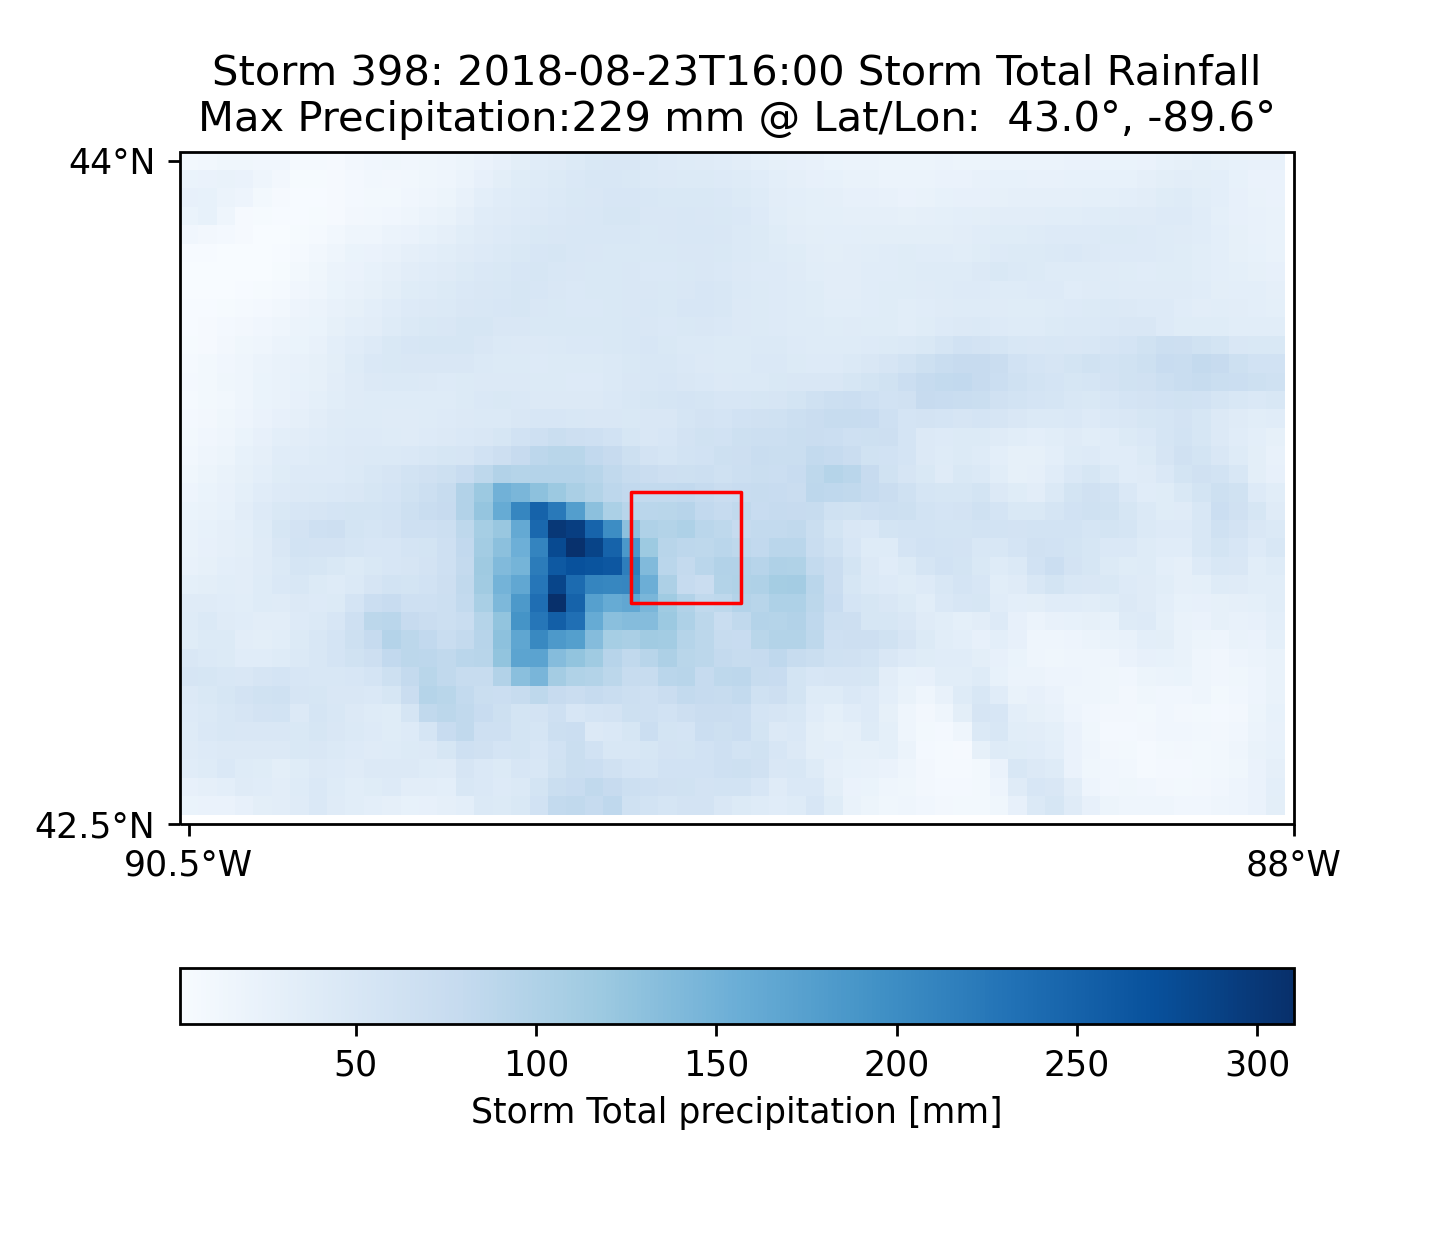 Storm 398: 2018-08-23T16:00 Storm Total Rainfall
Max Precipitation:229 mm @ Lat/Lon:  43.0°, -89.6°
44°N
42.5°N
90.5°W 88°W
50 100 150 200 250 300
Storm Total precipitation [mm]